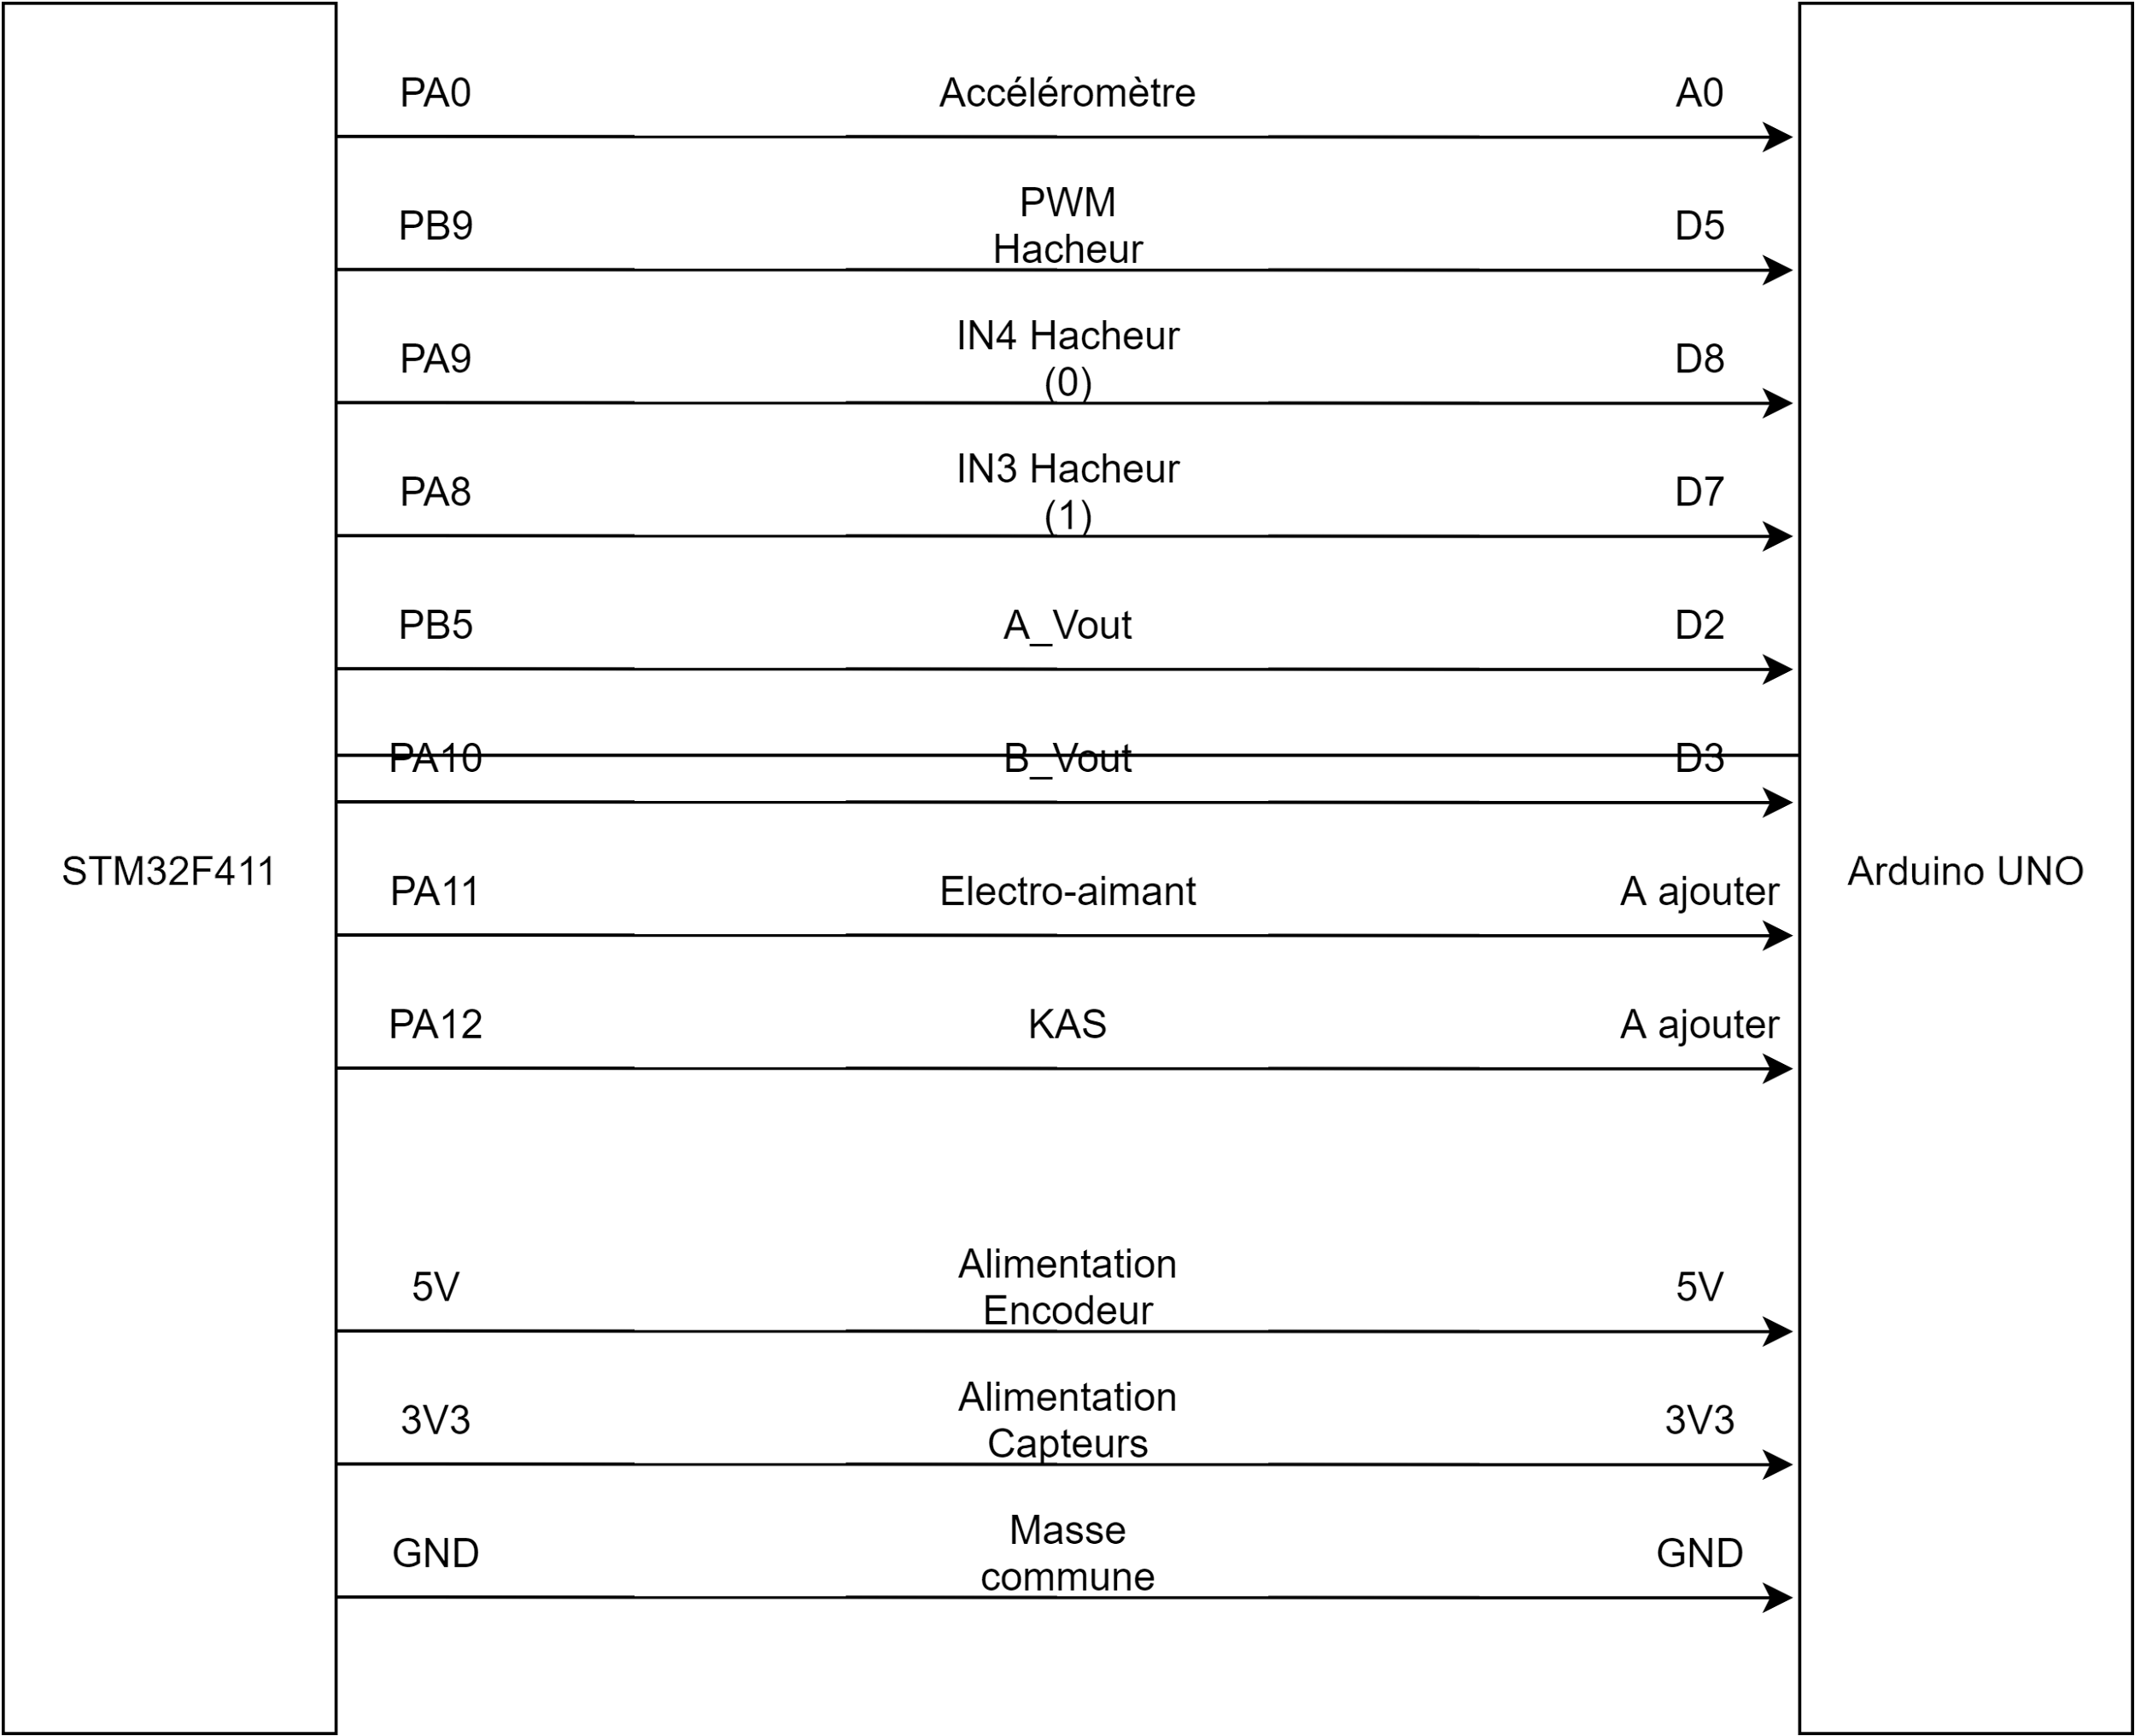 PA0 Accéléromètre A0
PB9 PWM Hacheur D5
PA9 IN4 Hacheur (0) D8
PA8 IN3 Hacheur (1) D7
PB5 A_Vout D2
PA10 B_Vout D3
STM32F411
PA11 Electro-aimant A ajouter
Arduino UNO
PA12 KAS A ajouter
5V Alimentation Encodeur 5V
3V3 Alimentation Capteurs 3V3
GND Masse commune GND